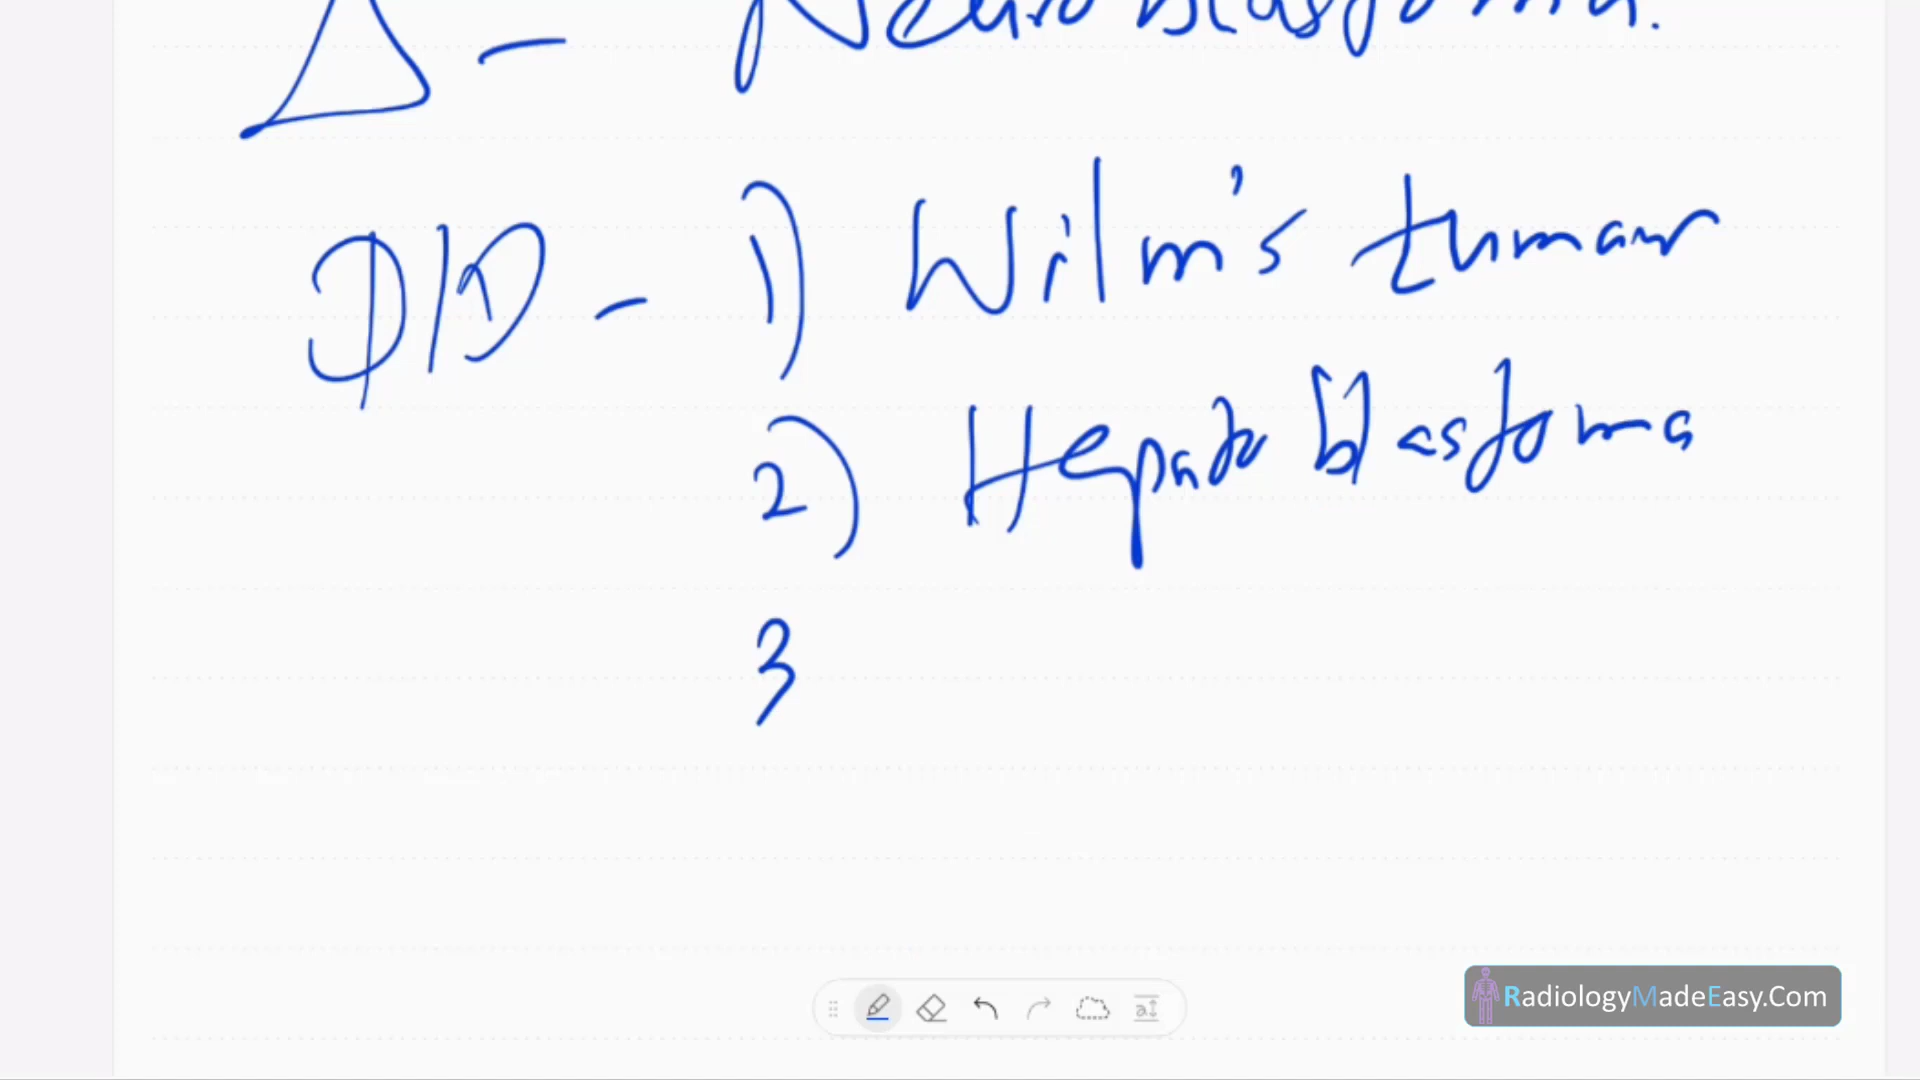 Δ - Neuroblastoma.
D/D - 1) Wilm's tumor
2) Hepatoblastoma
3
RadiologyMadeEasy.Com